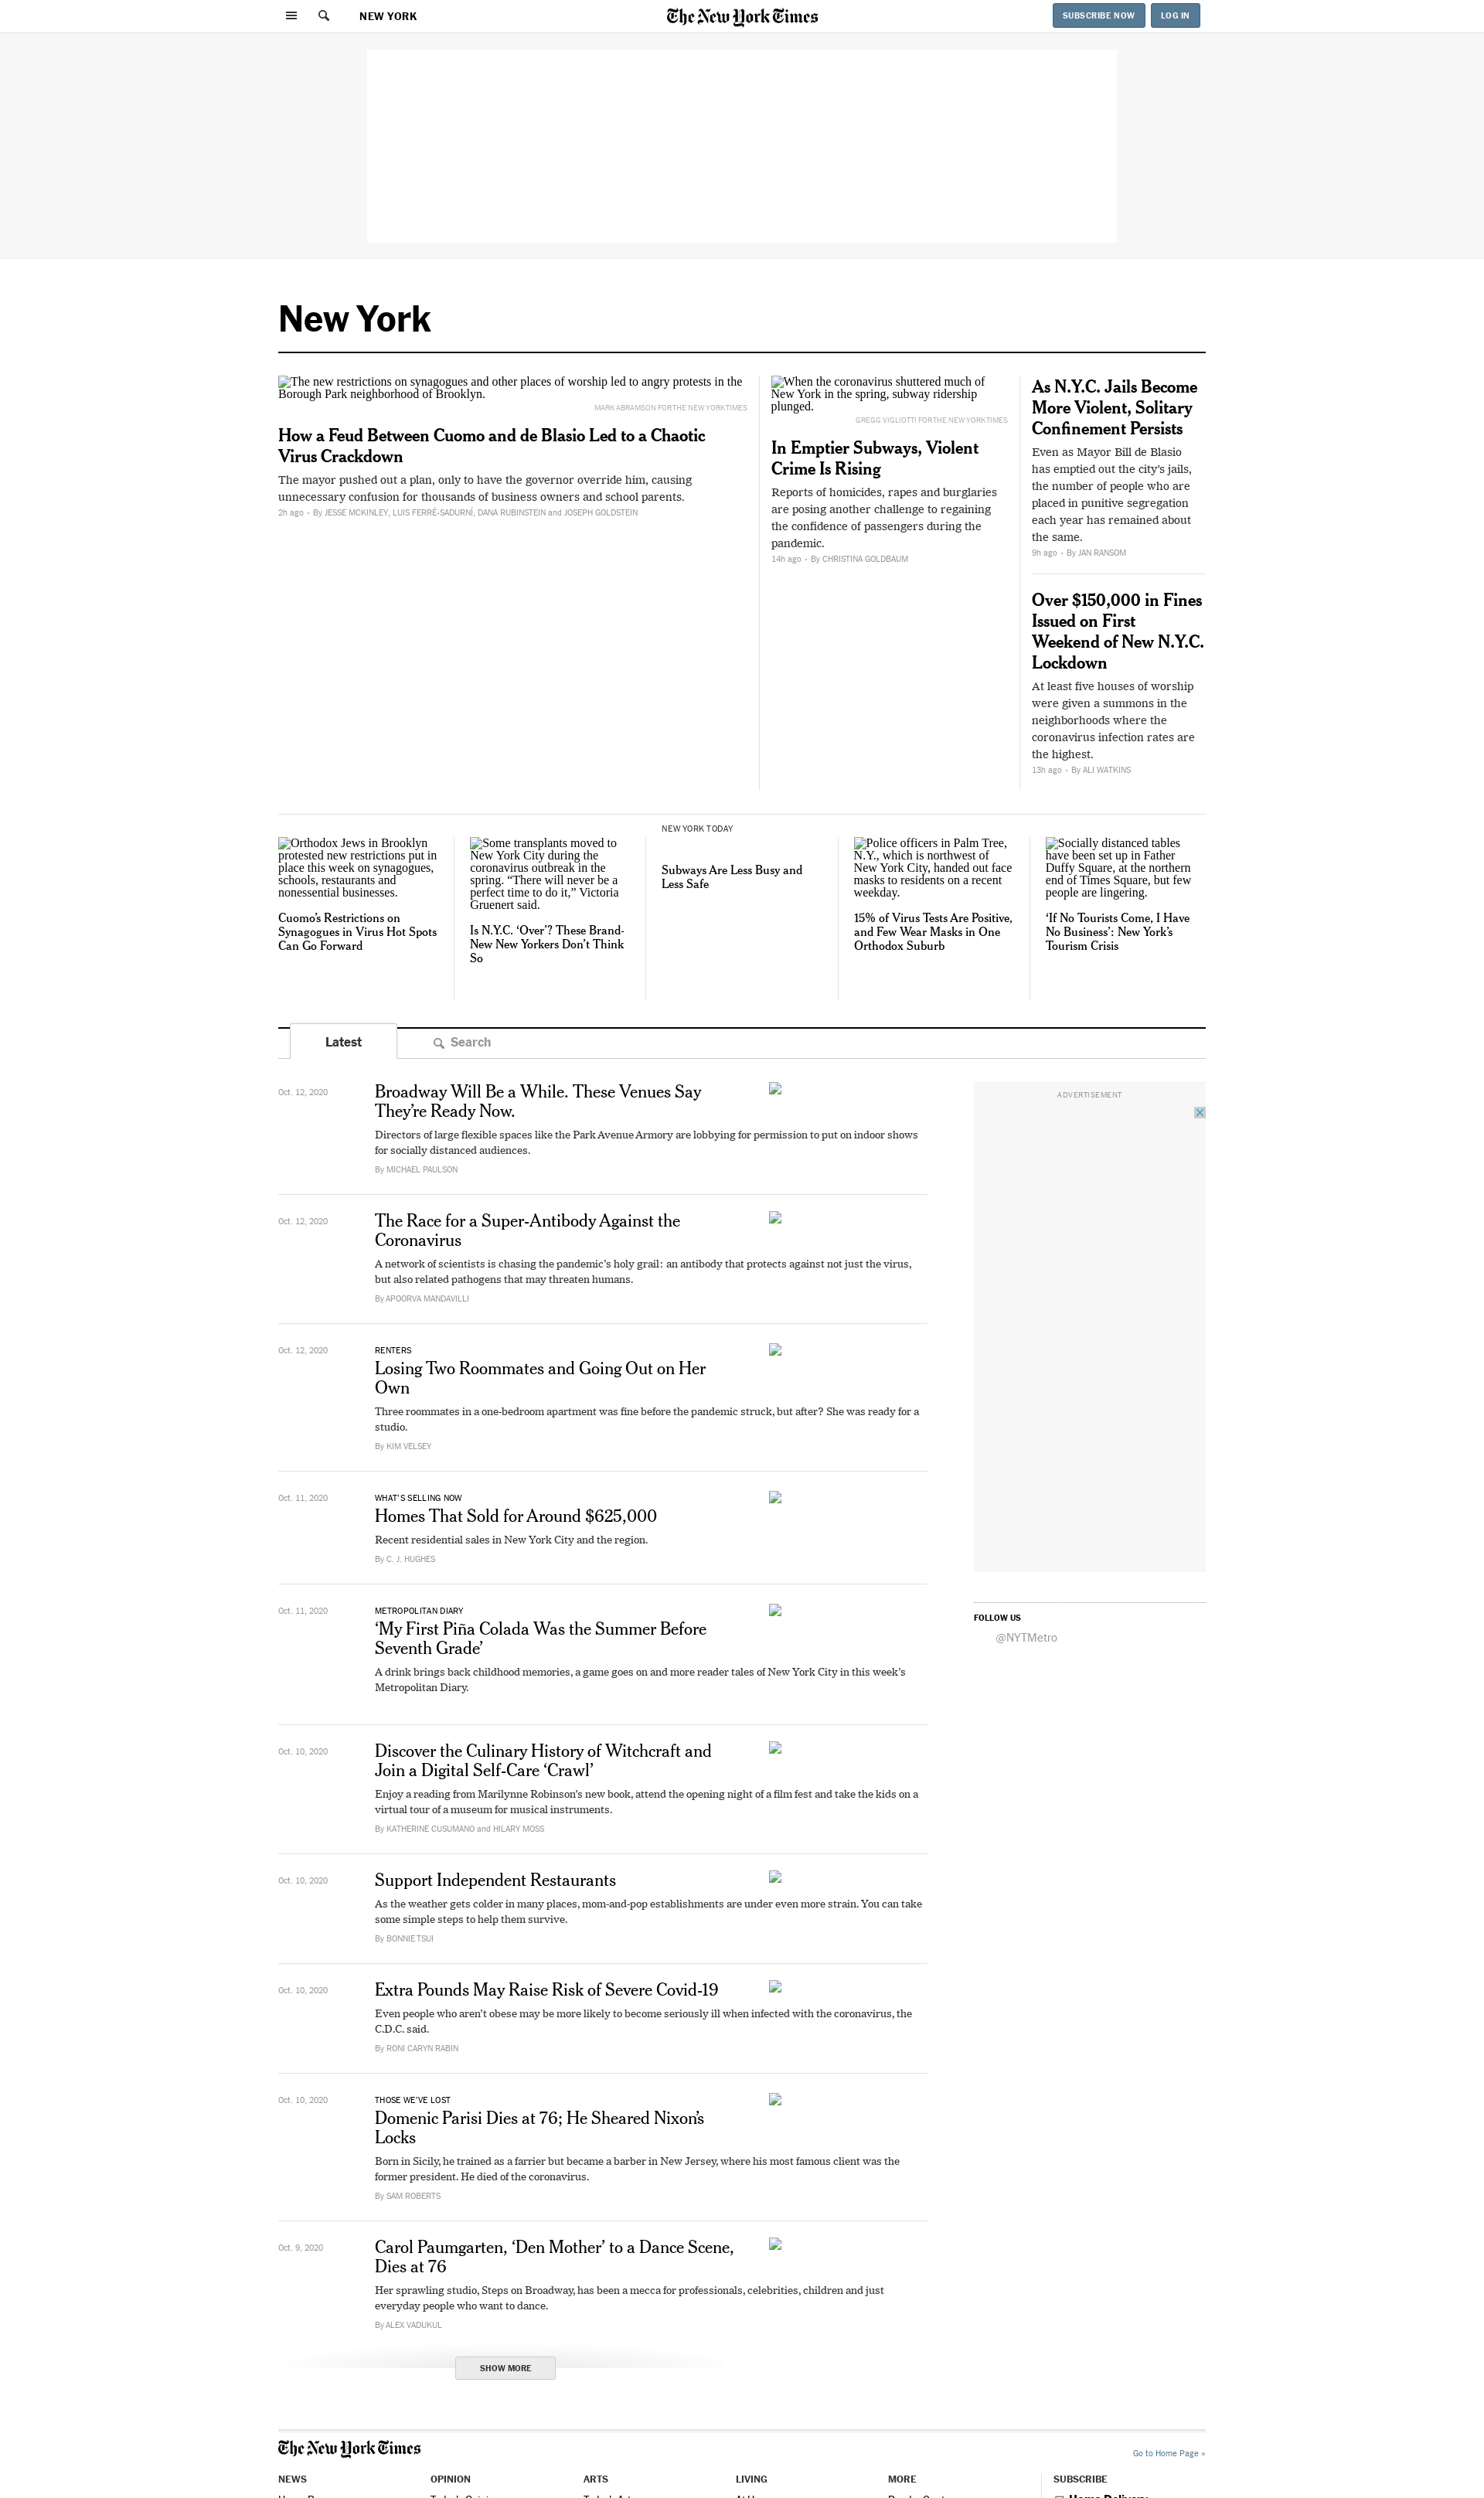 NEW YORK
The New York Times
SUBSCRIBE NOW
LOG IN
New York
The new restrictions on synagogues and other places of worship led to angry protests in the
Borough Park neighborhood of Brooklyn.
MARK ABRAMSON FOR THE NEW YORK TIMES
How a Feud Between Cuomo and de Blasio Led to a Chaotic
Virus Crackdown
The mayor pushed out a plan, only to have the governor override him, causing
unnecessary confusion for thousands of business owners and school parents.
2h ago • By JESSE MCKINLEY, LUIS FERRÉ-SADURNÍ, DANA RUBINSTEIN and JOSEPH GOLDSTEIN
When the coronavirus shuttered much of
New York in the spring, subway ridership
plunged.
GREGG VIGLIOTTI FOR THE NEW YORK TIMES
In Emptier Subways, Violent
Crime Is Rising
Reports of homicides, rapes and burglaries
are posing another challenge to regaining
the confidence of passengers during the
pandemic.
14h ago • By CHRISTINA GOLDBAUM
As N.Y.C. Jails Become
More Violent, Solitary
Confinement Persists
Even as Mayor Bill de Blasio
has emptied out the city’s jails,
the number of people who are
placed in punitive segregation
each year has remained about
the same.
9h ago • By JAN RANSOM
Over $150,000 in Fines
Issued on First
Weekend of New N.Y.C.
Lockdown
At least five houses of worship
were given a summons in the
neighborhoods where the
coronavirus infection rates are
the highest.
13h ago • By ALI WATKINS
Orthodox Jews in Brooklyn
protested new restrictions put in
place this week on synagogues,
schools, restaurants and
nonessential businesses.
Cuomo’s Restrictions on
Synagogues in Virus Hot Spots
Can Go Forward
Some transplants moved to
New York City during the
coronavirus outbreak in the
spring. “There will never be a
perfect time to do it,” Victoria
Gruenert said.
Is N.Y.C. ‘Over’? These Brand-
New New Yorkers Don’t Think
So
NEW YORK TODAY
Subways Are Less Busy and
Less Safe
Police officers in Palm Tree,
N.Y., which is northwest of
New York City, handed out face
masks to residents on a recent
weekday.
15% of Virus Tests Are Positive,
and Few Wear Masks in One
Orthodox Suburb
Socially distanced tables
have been set up in Father
Duffy Square, at the northern
end of Times Square, but few
people are lingering.
‘If No Tourists Come, I Have
No Business’: New York’s
Tourism Crisis
Latest
Search
Oct. 12, 2020
Broadway Will Be a While. These Venues Say
They’re Ready Now.
Directors of large flexible spaces like the Park Avenue Armory are lobbying for permission to put on indoor shows
for socially distanced audiences.
By MICHAEL PAULSON
Oct. 12, 2020
The Race for a Super-Antibody Against the
Coronavirus
A network of scientists is chasing the pandemic’s holy grail: an antibody that protects against not just the virus,
but also related pathogens that may threaten humans.
By APOORVA MANDAVILLI
Oct. 12, 2020
RENTERS
Losing Two Roommates and Going Out on Her
Own
Three roommates in a one-bedroom apartment was fine before the pandemic struck, but after? She was ready for a
studio.
By KIM VELSEY
Oct. 11, 2020
WHAT’S SELLING NOW
Homes That Sold for Around $625,000
Recent residential sales in New York City and the region.
By C. J. HUGHES
Oct. 11, 2020
METROPOLITAN DIARY
‘My First Piña Colada Was the Summer Before
Seventh Grade’
A drink brings back childhood memories, a game goes on and more reader tales of New York City in this week’s
Metropolitan Diary.
Oct. 10, 2020
Discover the Culinary History of Witchcraft and
Join a Digital Self-Care ‘Crawl’
Enjoy a reading from Marilynne Robinson’s new book, attend the opening night of a film fest and take the kids on a
virtual tour of a museum for musical instruments.
By KATHERINE CUSUMANO and HILARY MOSS
Oct. 10, 2020
Support Independent Restaurants
As the weather gets colder in many places, mom-and-pop establishments are under even more strain. You can take
some simple steps to help them survive.
By BONNIE TSUI
Oct. 10, 2020
Extra Pounds May Raise Risk of Severe Covid-19
Even people who aren’t obese may be more likely to become seriously ill when infected with the coronavirus, the
C.D.C. said.
By RONI CARYN RABIN
Oct. 10, 2020
THOSE WE’VE LOST
Domenic Parisi Dies at 76; He Sheared Nixon’s
Locks
Born in Sicily, he trained as a farrier but became a barber in New Jersey, where his most famous client was the
former president. He died of the coronavirus.
By SAM ROBERTS
Oct. 9, 2020
Carol Paumgarten, ‘Den Mother’ to a Dance Scene,
Dies at 76
Her sprawling studio, Steps on Broadway, has been a mecca for professionals, celebrities, children and just
everyday people who want to dance.
By ALEX VADUKUL
SHOW MORE
ADVERTISEMENT
FOLLOW US
@NYTMetro
The New York Times
Go to Home Page »
NEWS
OPINION
ARTS
LIVING
MORE
SUBSCRIBE